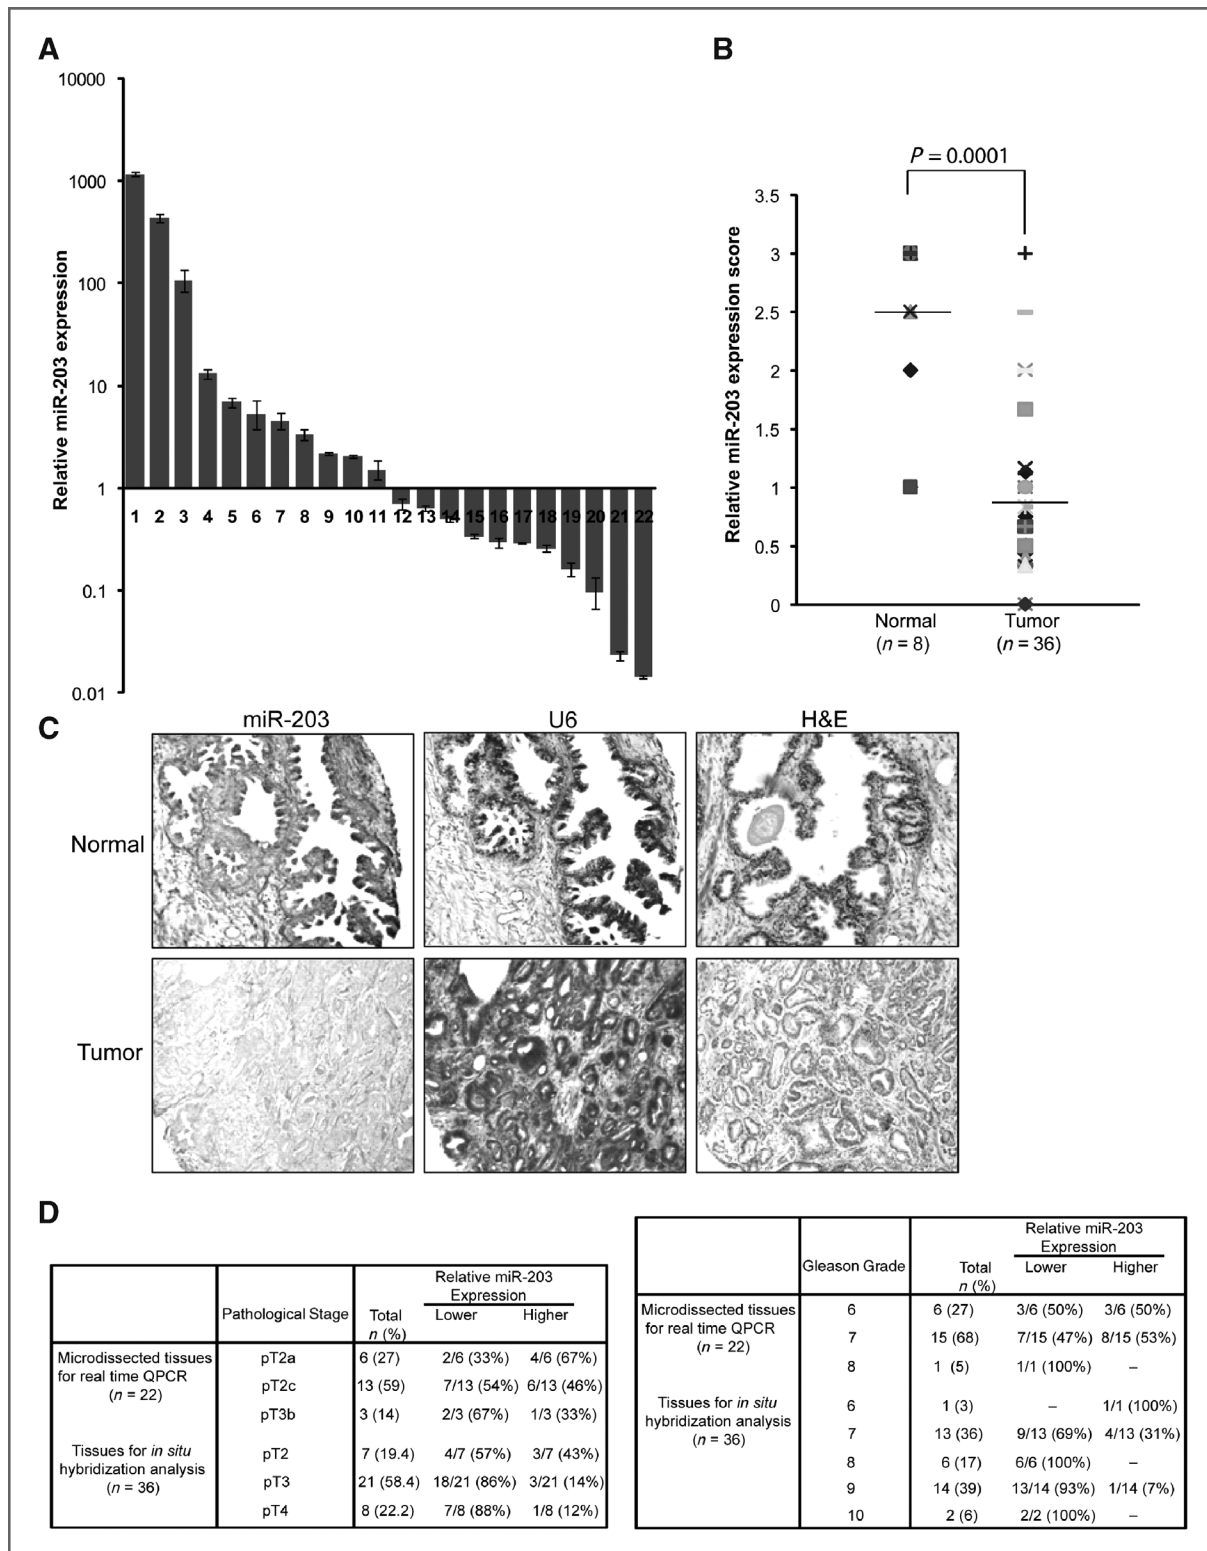 A
Relative miR-203 expression
10000
1000
100
10
1
0.1
0.01
1 2 3 4 5 6 7 8 9 10 11 12 13 14 15 16 17 18 19 20 21 22
B
P = 0.0001
Relative miR-203 expression score
3.5
3
2.5
2
1.5
1
0.5
0
Normal Tumor
(n = 8) (n = 36)
C
miR-203 U6 H&E
Normal
Tumor
D
Relative miR-203
Expression
Pathological Stage Total Lower Higher
n (%)
Microdissected tissues pT2a 6 (27) 2/6 (33%) 4/6 (67%)
for real time QPCR pT2c 13 (59) 7/13 (54%) 6/13 (46%)
(n = 22)
pT3b 3 (14) 2/3 (67%) 1/3 (33%)
Tissues for in situ pT2 7 (19.4) 4/7 (57%) 3/7 (43%)
hybridization analysis pT3 21 (58.4) 18/21 (86%) 3/21 (14%)
(n = 36)
pT4 8 (22.2) 7/8 (88%) 1/8 (12%)
Relative miR-203
Expression
Gleason Grade Total Lower Higher
n (%)
Microdissected tissues 6 6 (27) 3/6 (50%) 3/6 (50%)
for real time QPCR 7 15 (68) 7/15 (47%) 8/15 (53%)
(n = 22)
8 1 (5) 1/1 (100%) –
Tissues for in situ 6 1 (3) – 1/1 (100%)
hybridization analysis 7 13 (36) 9/13 (69%) 4/13 (31%)
(n = 36)
8 6 (17) 6/6 (100%) –
9 14 (39) 13/14 (93%) 1/14 (7%)
10 2 (6) 2/2 (100%) –